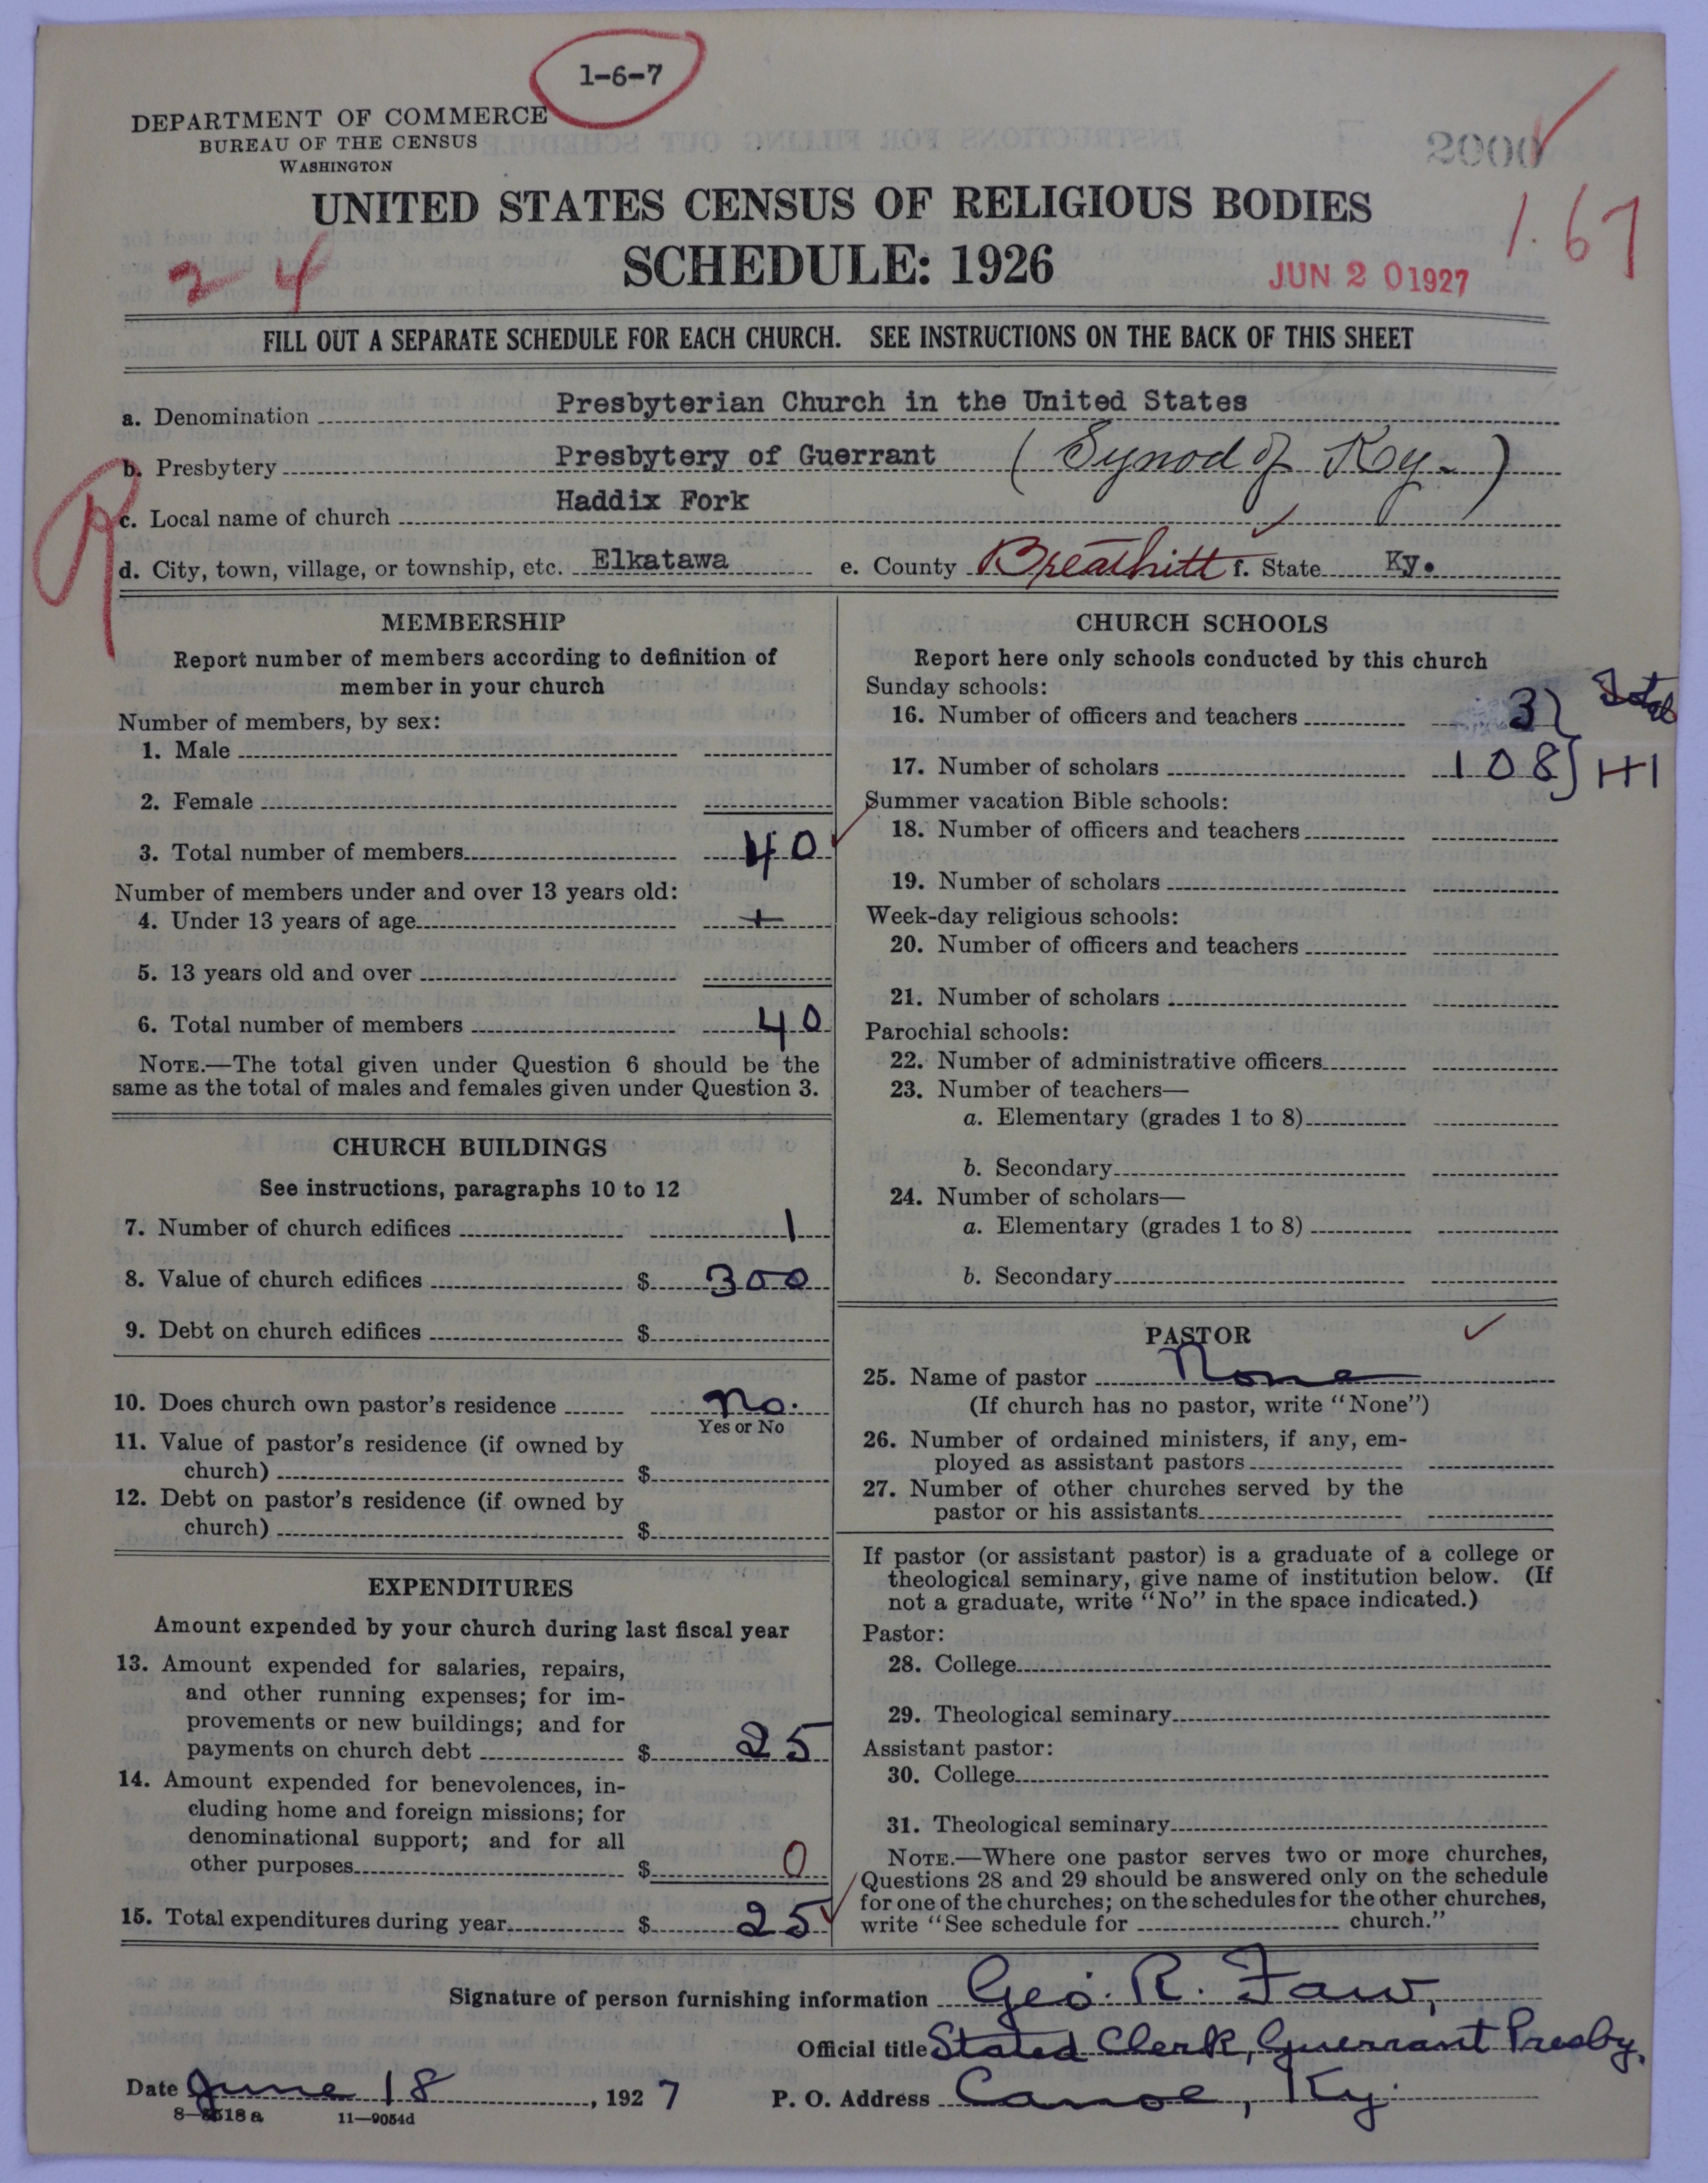 1-6-7
DEPARTMENT OF COMMERCE
BUREAU OF THE CENSUS
WASHINGTON
2000
UNITED STATES CENSUS OF RELIGIOUS BODIES
SCHEDULE: 1926
24
JUN 20 1927
1.67
FILL OUT A SEPARATE SCHEDULE FOR EACH CHURCH. SEE INSTRUCTIONS ON THE BACK OF THIS SHEET
a. Denomination Presbyterian Church in the United States
b. Presbytery Presbytery of Guerrant (Synod of Ky.)
R
c. Local name of church Haddix Fork
d. City, town, village, or township, etc. Elkatawa e. County Breathitt f. State Ky.
MEMBERSHIP
Report number of members according to definition of
member in your church
Number of members, by sex:
1. Male
2. Female
3. Total number of members 40
Number of members under and over 13 years old:
4. Under 13 years of age +
5. 13 years old and over
6. Total number of members 40
NOTE.—The total given under Question 6 should be the
same as the total of males and females given under Question 3.
CHURCH BUILDINGS
See instructions, paragraphs 10 to 12
7. Number of church edifices 1
8. Value of church edifices $ 300
9. Debt on church edifices $
10. Does church own pastor's residence No.
Yes or No
11. Value of pastor's residence (if owned by
church) $
12. Debt on pastor's residence (if owned by
church) $
EXPENDITURES
Amount expended by your church during last fiscal year
13. Amount expended for salaries, repairs,
and other running expenses; for im-
provements or new buildings; and for
payments on church debt $ 25
14. Amount expended for benevolences, in-
cluding home and foreign missions; for
denominational support; and for all
other purposes $ 0
15. Total expenditures during year $ 25
CHURCH SCHOOLS
Report here only schools conducted by this church
Sunday schools:
16. Number of officers and teachers 3 Total
17. Number of scholars 108 111
Summer vacation Bible schools:
18. Number of officers and teachers
19. Number of scholars
Week-day religious schools:
20. Number of officers and teachers
21. Number of scholars
Parochial schools:
22. Number of administrative officers
23. Number of teachers—
a. Elementary (grades 1 to 8)
b. Secondary
24. Number of scholars—
a. Elementary (grades 1 to 8)
b. Secondary
PASTOR
25. Name of pastor None
(If church has no pastor, write "None")
26. Number of ordained ministers, if any, em-
ployed as assistant pastors
27. Number of other churches served by the
pastor or his assistants
If pastor (or assistant pastor) is a graduate of a college or
theological seminary, give name of institution below. (If
not a graduate, write "No" in the space indicated.)
Pastor:
28. College
29. Theological seminary
Assistant pastor:
30. College
31. Theological seminary
NOTE.—Where one pastor serves two or more churches,
Questions 28 and 29 should be answered only on the schedule
for one of the churches; on the schedules for the other churches,
write "See schedule for church."
Signature of person furnishing information Geo. R. Faw,
Official title Stated Clerk, Guerrant Presby.
Date June 18, 1927 P. O. Address Canoe, Ky.
11—9054d